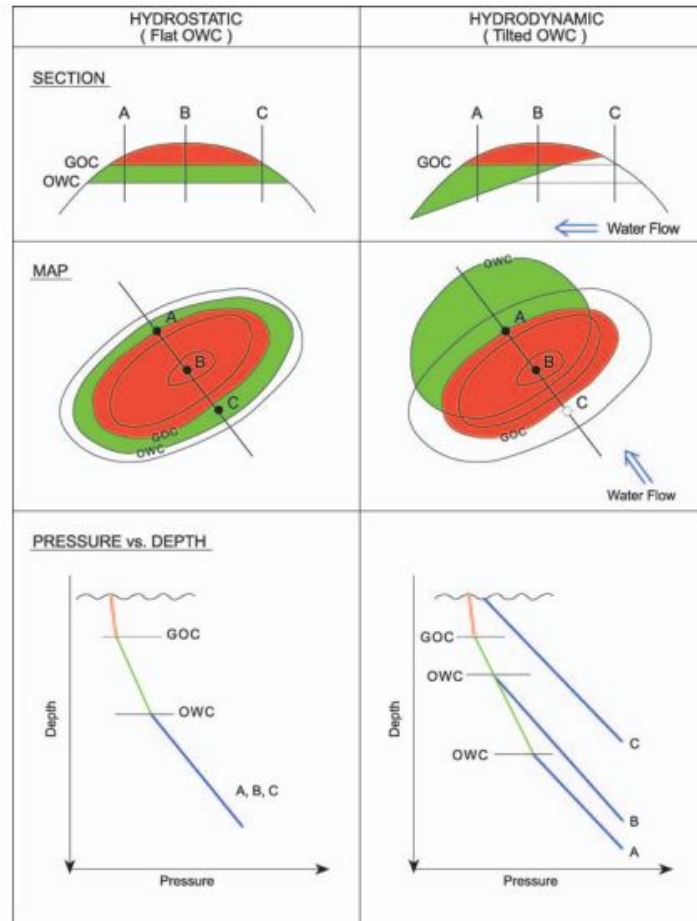 HYDROSTATIC
( Flat OWC )
HYDRODYNAMIC
( Tilted OWC )
SECTION
A B C
GOC
OWC
A B C
GOC
Water Flow
MAP
A
B
C
GOC
OWC
OWC
A
B
C
GOC
Water Flow
PRESSURE vs. DEPTH
GOC
OWC
A, B, C
Depth
Pressure
GOC
OWC
OWC
C
B
A
Depth
Pressure